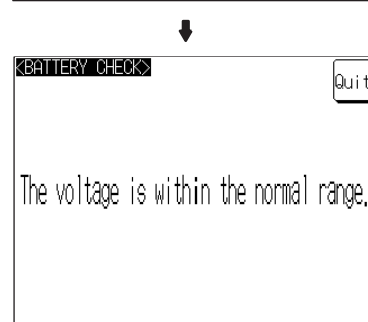 <BATTERY CHECK>
Quit
The voltage is within the normal range.